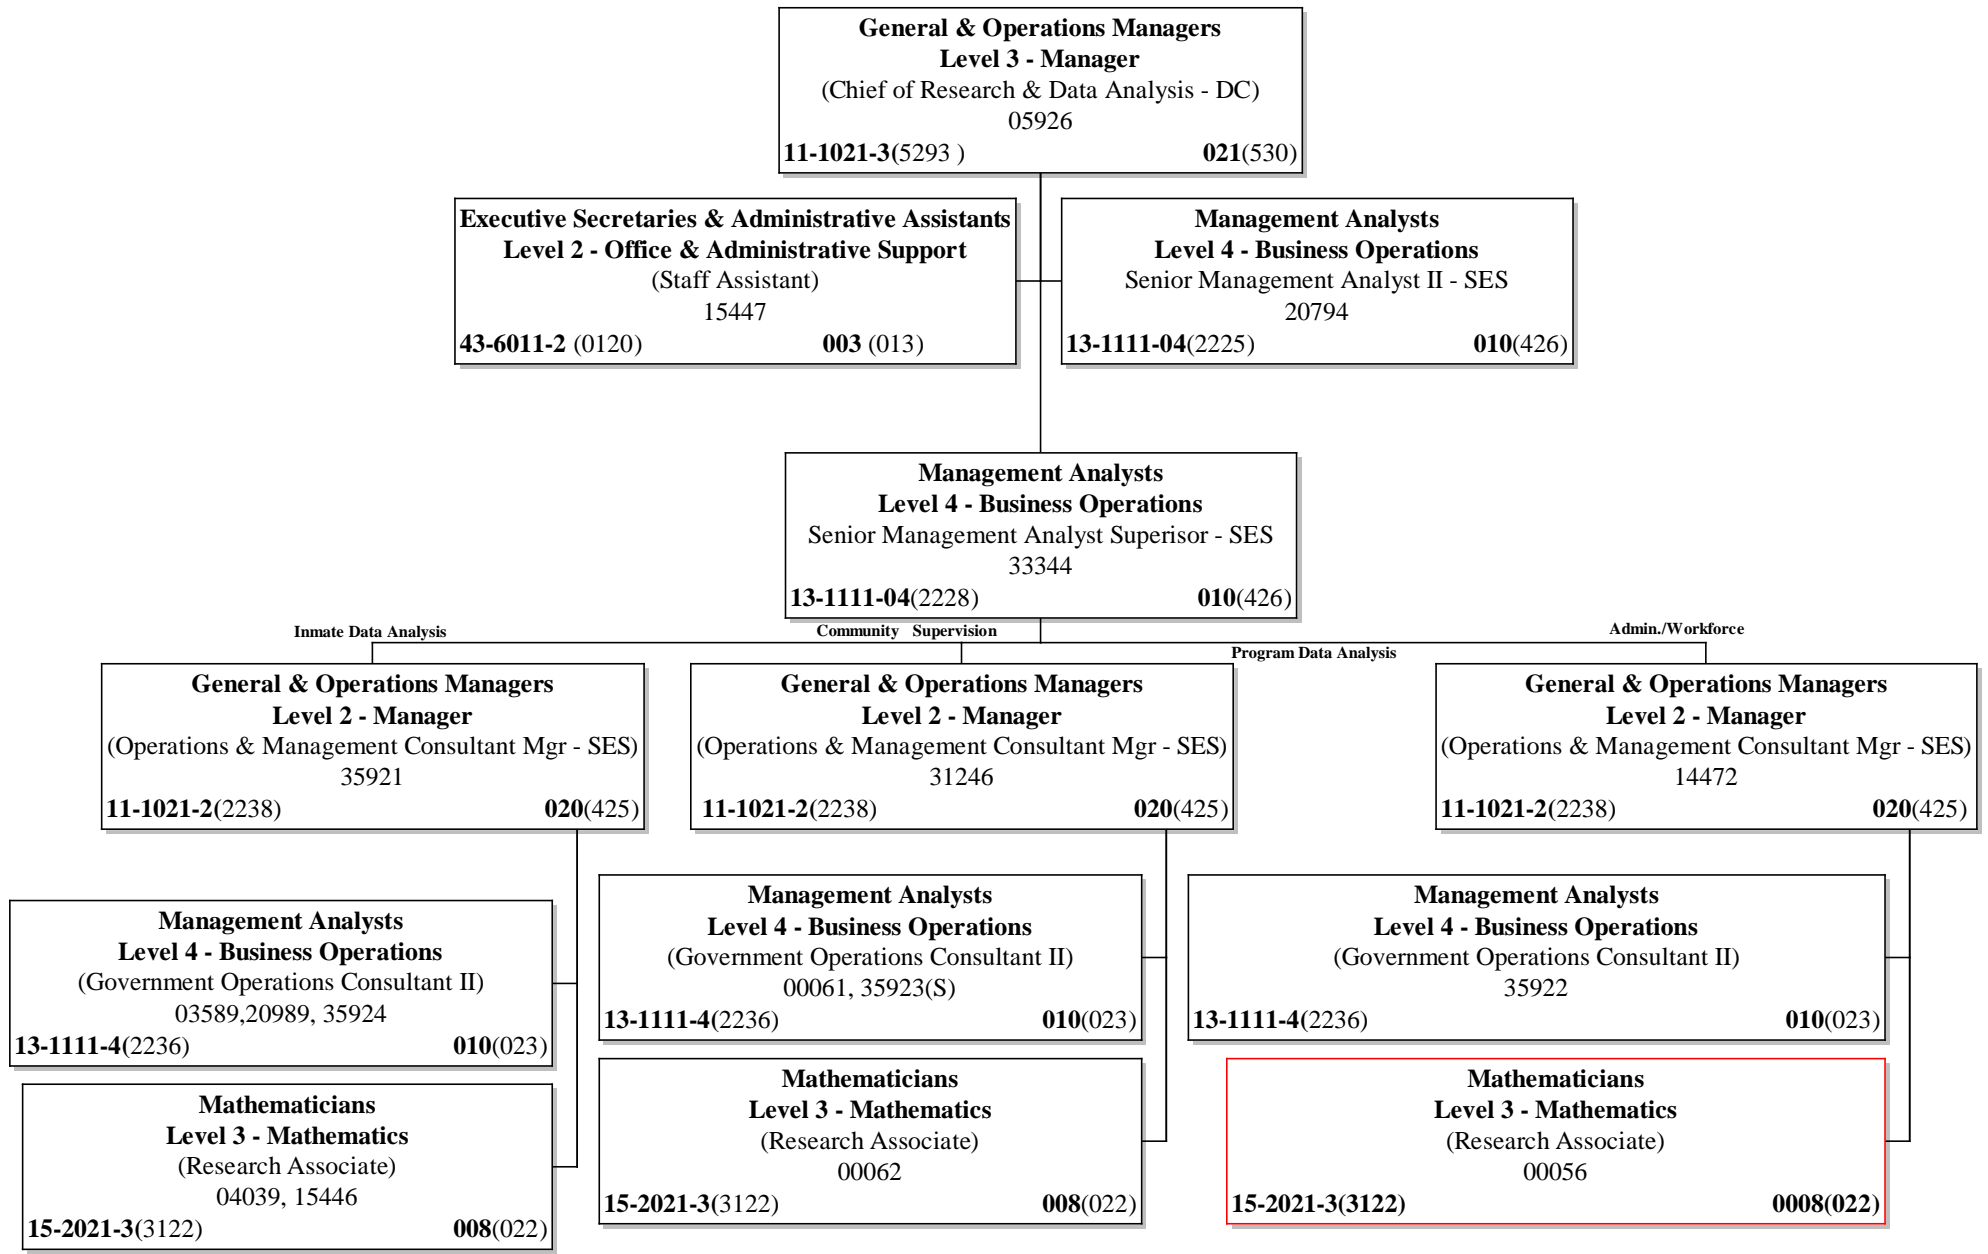 General & Operations Managers
Level 3 - Manager
(Chief of Research & Data Analysis - DC)
05926
11-1021-3(5293 ) 021(530)
Executive Secretaries & Administrative Assistants
Level 2 - Office & Administrative Support
(Staff Assistant)
15447
43-6011-2 (0120) 003 (013)
Management Analysts
Level 4 - Business Operations
Senior Management Analyst II - SES
20794
13-1111-04(2225) 010(426)
Management Analysts
Level 4 - Business Operations
Senior Management Analyst Superisor - SES
33344
13-1111-04(2228) 010(426)
Inmate Data Analysis
Community Supervision
Program Data Analysis
Admin./Workforce
General & Operations Managers
Level 2 - Manager
(Operations & Management Consultant Mgr - SES)
35921
11-1021-2(2238) 020(425)
General & Operations Managers
Level 2 - Manager
(Operations & Management Consultant Mgr - SES)
31246
11-1021-2(2238) 020(425)
General & Operations Managers
Level 2 - Manager
(Operations & Management Consultant Mgr - SES)
14472
11-1021-2(2238) 020(425)
Management Analysts
Level 4 - Business Operations
(Government Operations Consultant II)
03589,20989, 35924
13-1111-4(2236) 010(023)
Management Analysts
Level 4 - Business Operations
(Government Operations Consultant II)
00061, 35923(S)
13-1111-4(2236) 010(023)
Management Analysts
Level 4 - Business Operations
(Government Operations Consultant II)
35922
13-1111-4(2236) 010(023)
Mathematicians
Level 3 - Mathematics
(Research Associate)
04039, 15446
15-2021-3(3122) 008(022)
Mathematicians
Level 3 - Mathematics
(Research Associate)
00062
15-2021-3(3122) 008(022)
Mathematicians
Level 3 - Mathematics
(Research Associate)
00056
15-2021-3(3122) 0008(022)